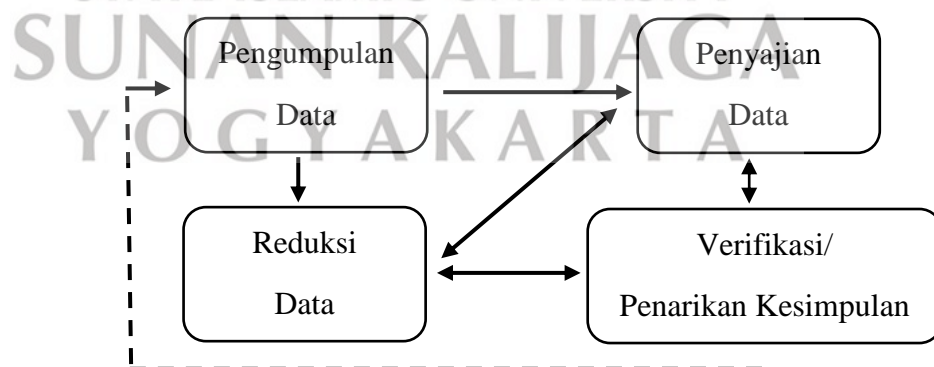 SUNAN KALIJAGA
YOGYAKARTA
Pengumpulan
Data
Penyajian
Data
Reduksi
Data
Verifikasi/
Penarikan Kesimpulan